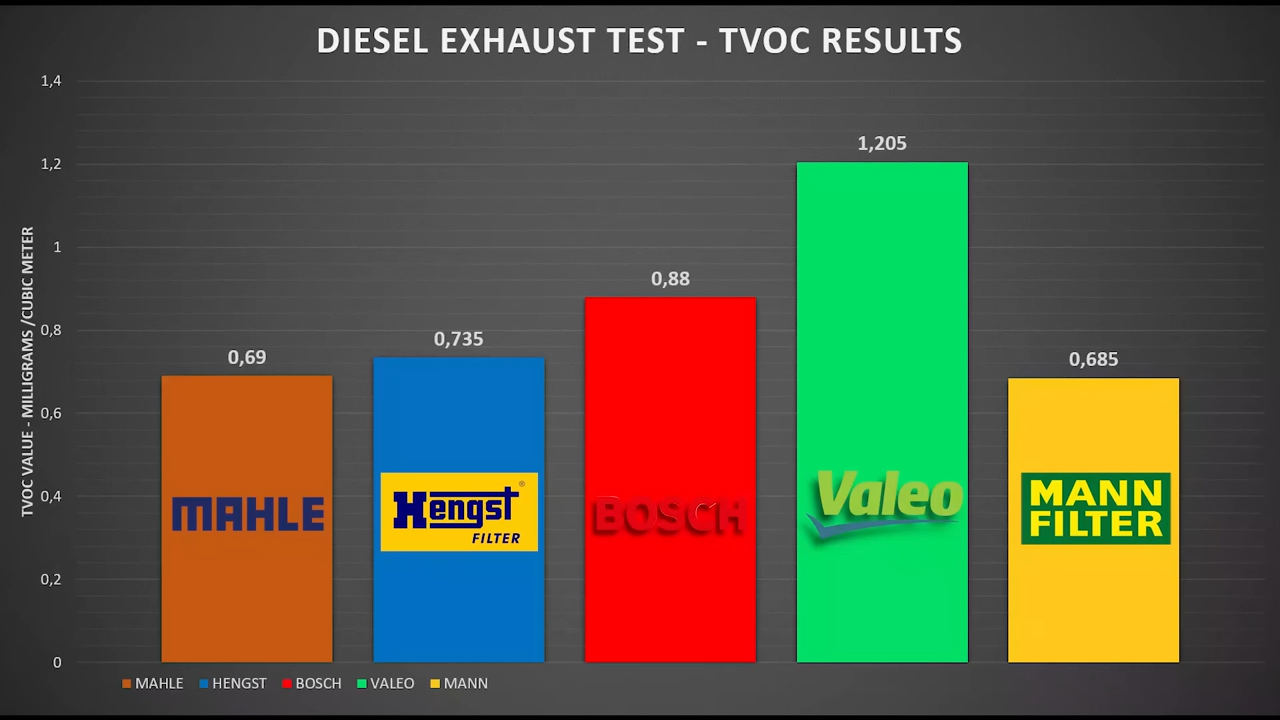 DIESEL EXHAUST TEST - TVOC RESULTS
TVOC VALUE - MILLIGRAMS /CUBIC METER
1,4
1,2
1
0,8
0,6
0,4
0,2
0
0,69
0,735
0,88
1,205
0,685
MAHLE
Hengst®
FILTER
BOSCH
Valeo
MANN
FILTER
MAHLE HENGST BOSCH VALEO MANN